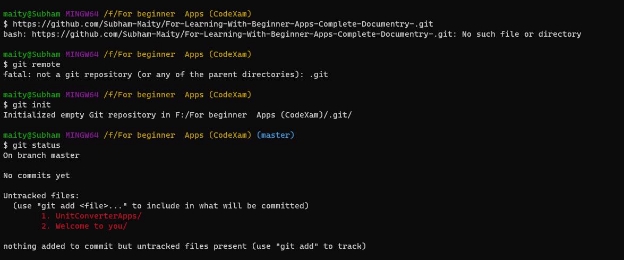 maity@Subham MINGW64 /f/For beginner  Apps (CodeXam)
$ https://github.com/Subham-Maity/For-Learning-With-Beginner-Apps-Complete-Documentry-.git
bash: https://github.com/Subham-Maity/For-Learning-With-Beginner-Apps-Complete-Documentry-.git: No such file or directory
maity@Subham MINGW64 /f/For beginner  Apps (CodeXam)
$ git remote
fatal: not a git repository (or any of the parent directories): .git
maity@Subham MINGW64 /f/For beginner  Apps (CodeXam)
$ git init
Initialized empty Git repository in F:/For beginner  Apps (CodeXam)/.git/
maity@Subham MINGW64 /f/For beginner  Apps (CodeXam) (master)
$ git status
On branch master
No commits yet
Untracked files:
(use "git add <file>..." to include in what will be committed)
1. UnitConverterApps/
2. Welcome to you/
nothing added to commit but untracked files present (use "git add" to track)